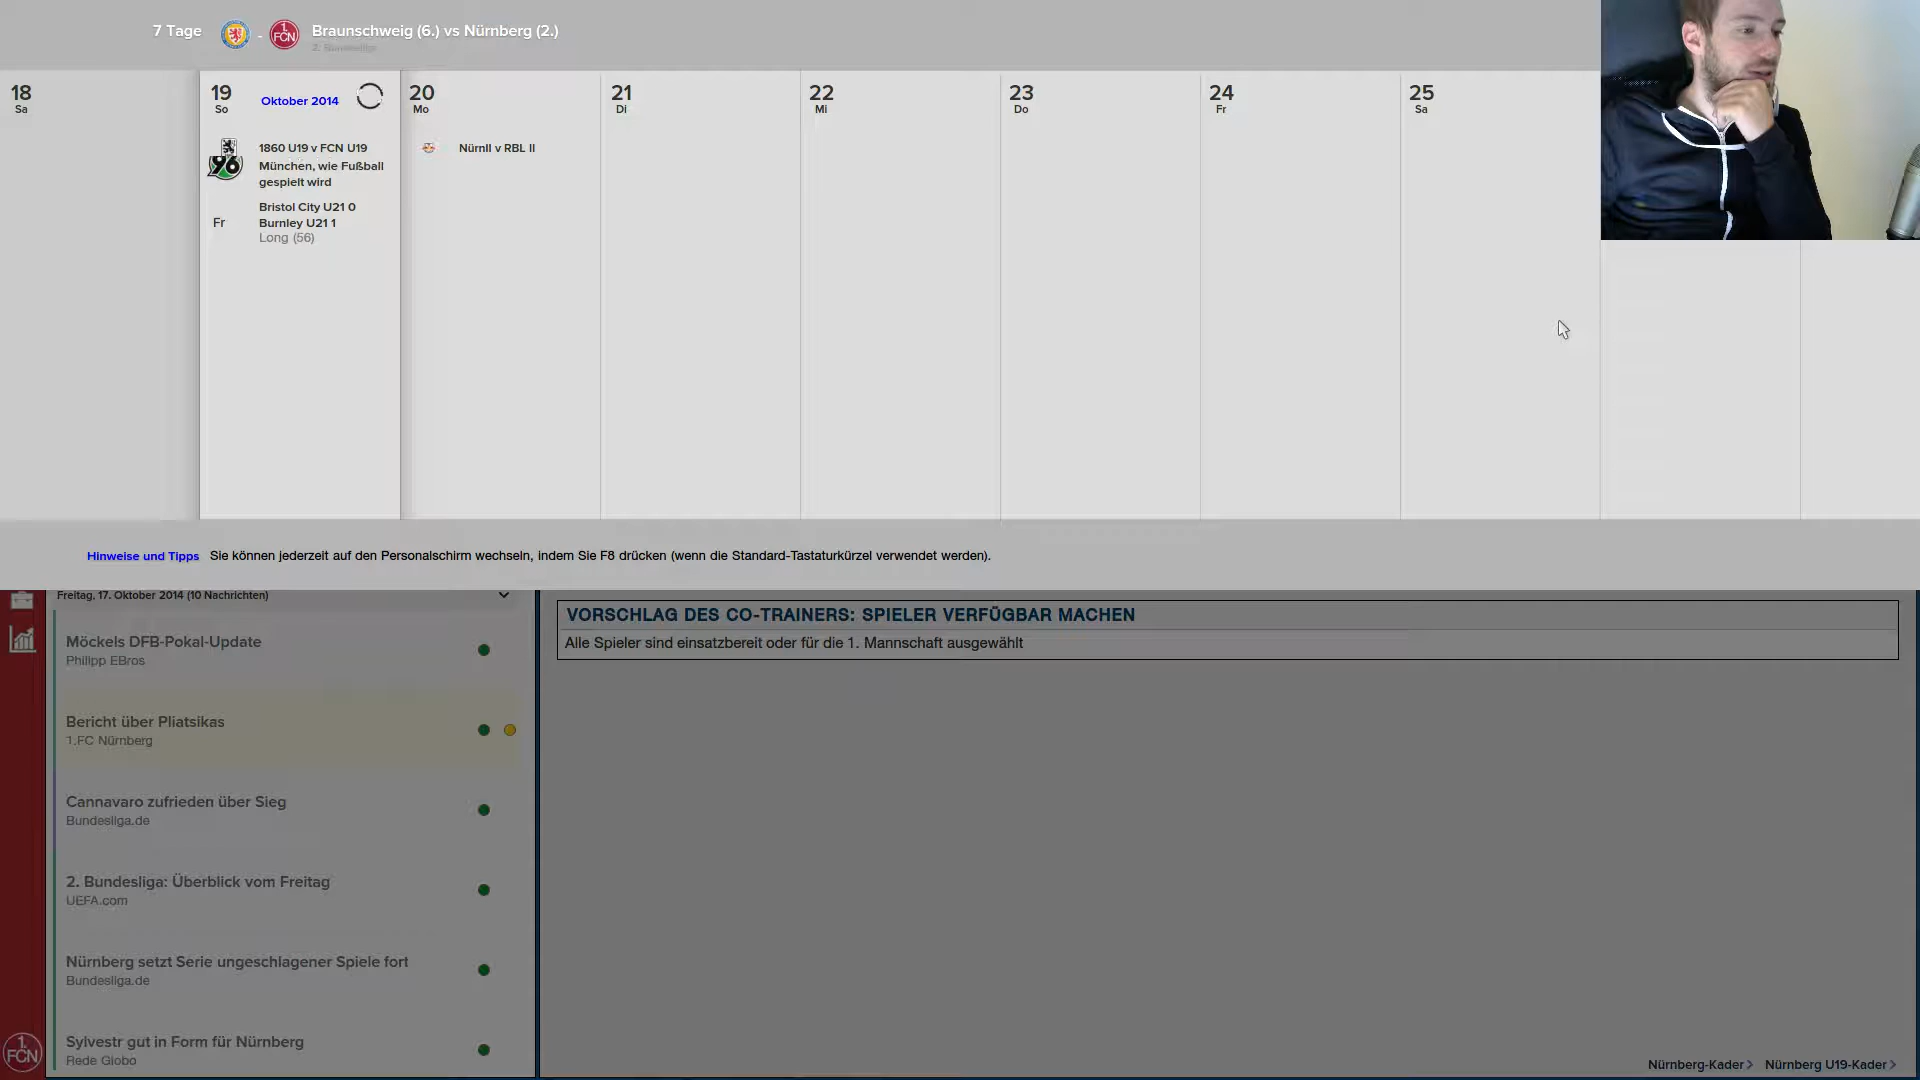 7 Tage
-
Braunschweig (6.) vs Nürnberg (2.)
2. Bundesliga
18
Sa
19
So
Oktober 2014
20
Mo
21
Di
22
Mi
23
Do
24
Fr
25
Sa
96
1860 U19 v FCN U19
München, wie Fußball
gespielt wird
Fr
Bristol City U21 0
Burnley U21 1
Long (56)
NürnII v RBL II
Hinweise und Tipps Sie können jederzeit auf den Personalschirm wechseln, indem Sie F8 drücken (wenn die Standard-Tastaturkürzel verwendet werden).
Freitag, 17. Oktober 2014 (10 Nachrichten)
Möckels DFB-Pokal-Update
Philipp EBros
Bericht über Pliatsikas
1.FC Nürnberg
Cannavaro zufrieden über Sieg
Bundesliga.de
2. Bundesliga: Überblick vom Freitag
UEFA.com
Nürnberg setzt Serie ungeschlagener Spiele fort
Bundesliga.de
Sylvestr gut in Form für Nürnberg
Rede Globo
VORSCHLAG DES CO-TRAINERS: SPIELER VERFÜGBAR MACHEN
Alle Spieler sind einsatzbereit oder für die 1. Mannschaft ausgewählt
1. FCN
Nürnberg-Kader> Nürnberg U19-Kader>